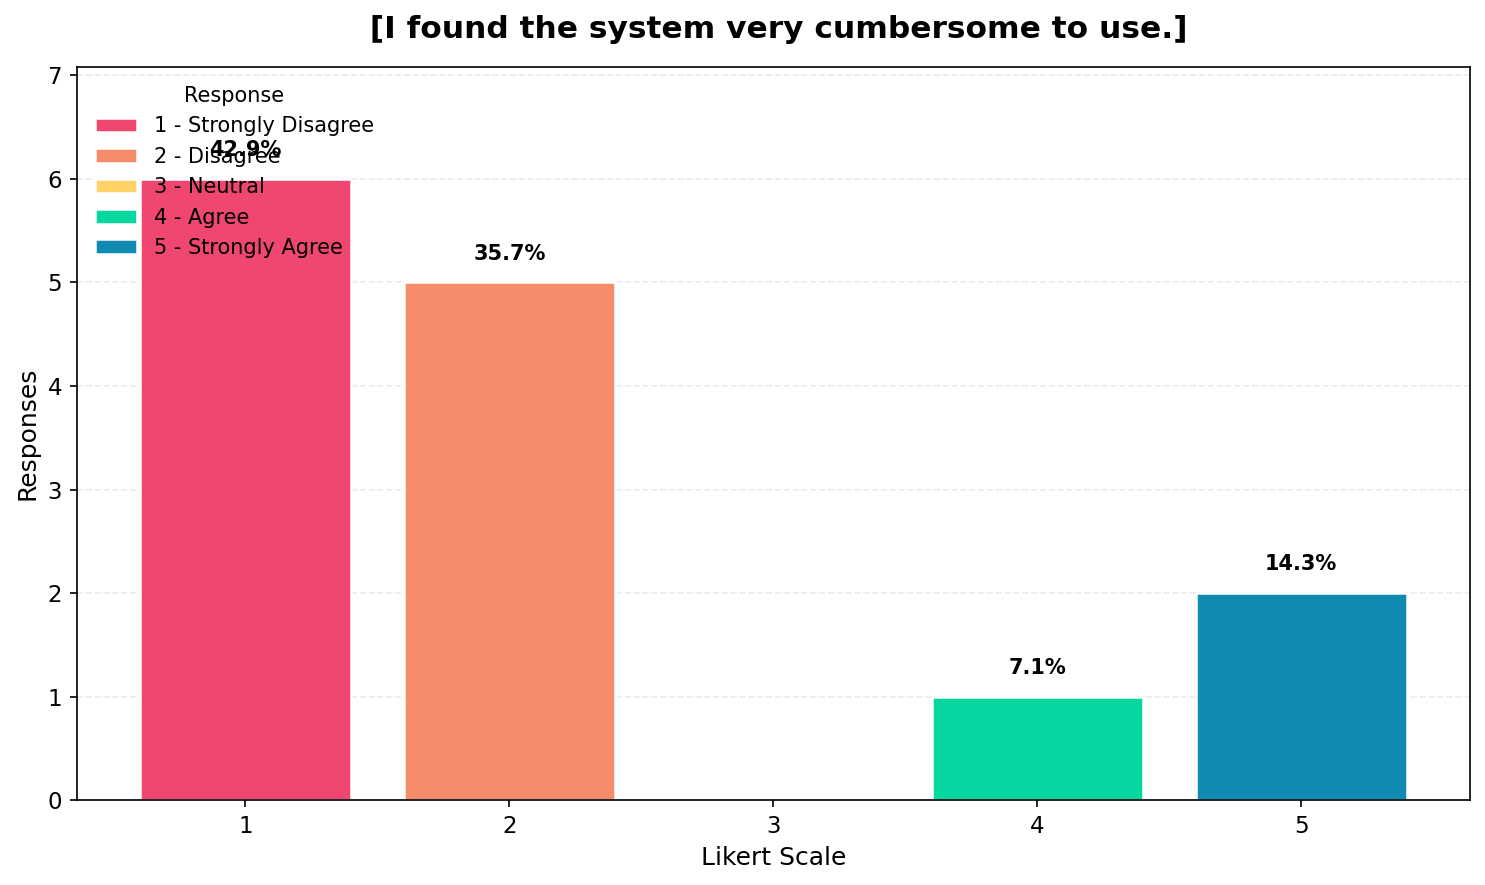 [I found the system very cumbersome to use.]
7
6
5
4
3
2
1
0
Responses
Response
1 - Strongly Disagree
2 - Disagree
3 - Neutral
4 - Agree
5 - Strongly Agree
42.9%
35.7%
7.1%
14.3%
1 2 3 4 5
Likert Scale